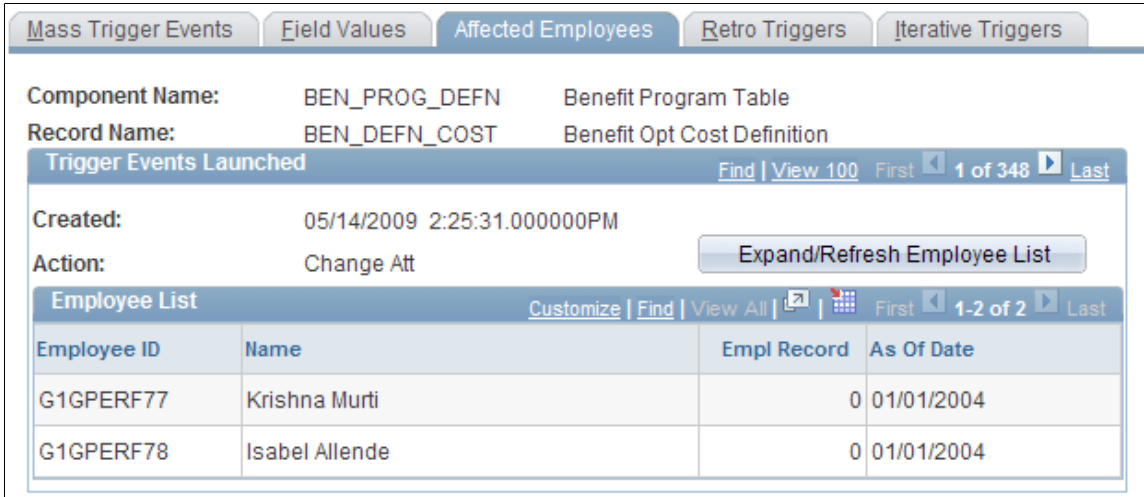 Mass Trigger Events Field Values Affected Employees Retro Triggers Iterative Triggers
Component Name: BEN_PROG_DEFN Benefit Program Table
Record Name: BEN_DEFN_COST Benefit Opt Cost Definition
Trigger Events Launched Find | View 100 First 1 of 348 Last
Created: 05/14/2009 2:25:31.000000PM
Expand/Refresh Employee List
Action: Change Att
Employee List Customize | Find | View All | | First 1-2 of 2 Last
Employee ID Name Empl Record As Of Date
G1GPERF77 Krishna Murti 0 01/01/2004
G1GPERF78 Isabel Allende 0 01/01/2004